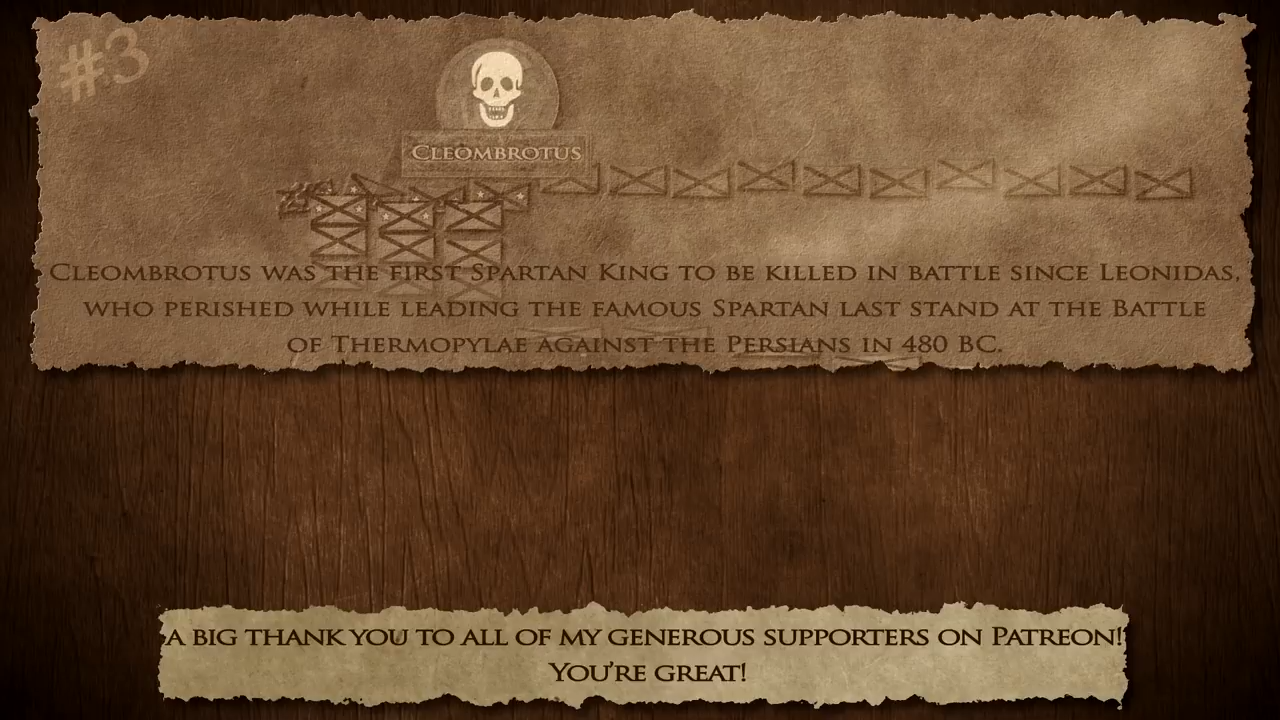 #3
Cleombrotus
Cleombrotus was the first Spartan King to be killed in battle since Leonidas,
who perished while leading the famous Spartan last stand at the Battle
of Thermopylae against the Persians in 480 BC.
A big thank you to all of my generous supporters on Patreon!
You're great!